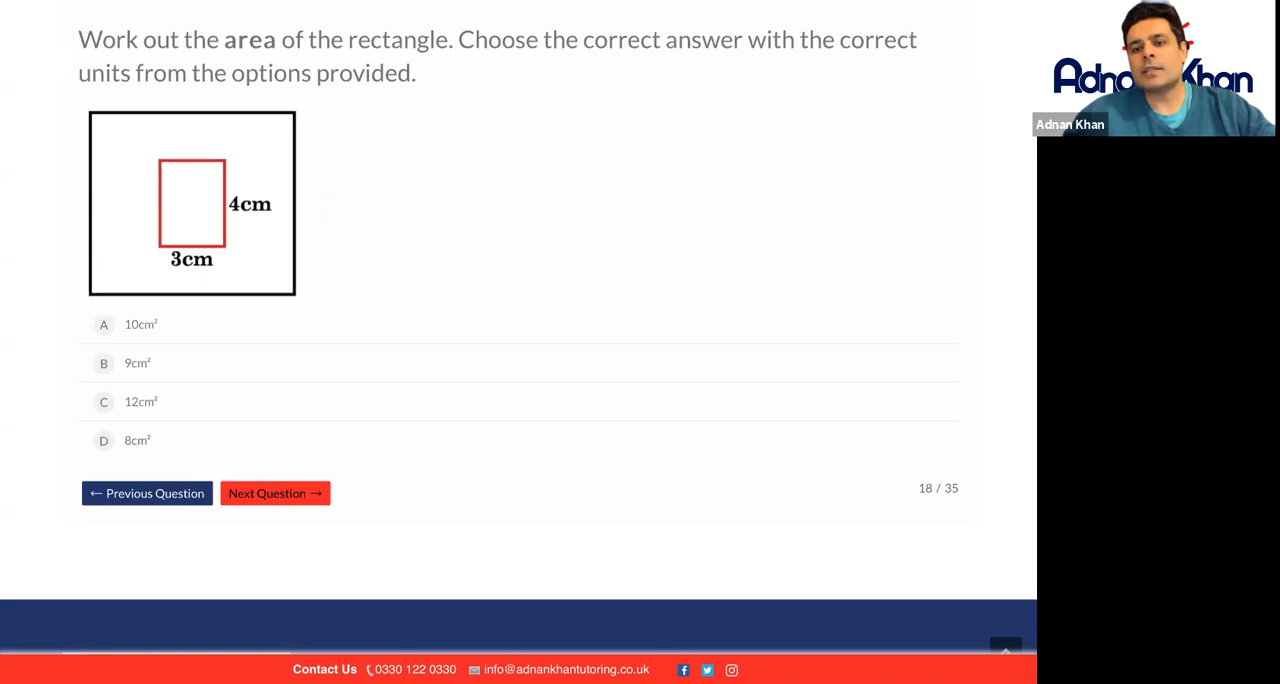 Work out the area of the rectangle. Choose the correct answer with the correct
units from the options provided.
4cm
3cm
A 10cm²
B 9cm²
C 12cm²
D 8cm²
← Previous Question
Next Question →
18 / 35
Contact Us 0330 122 0330 info@adnankhantutoring.co.uk
Adnan Khan
Adnan Khan